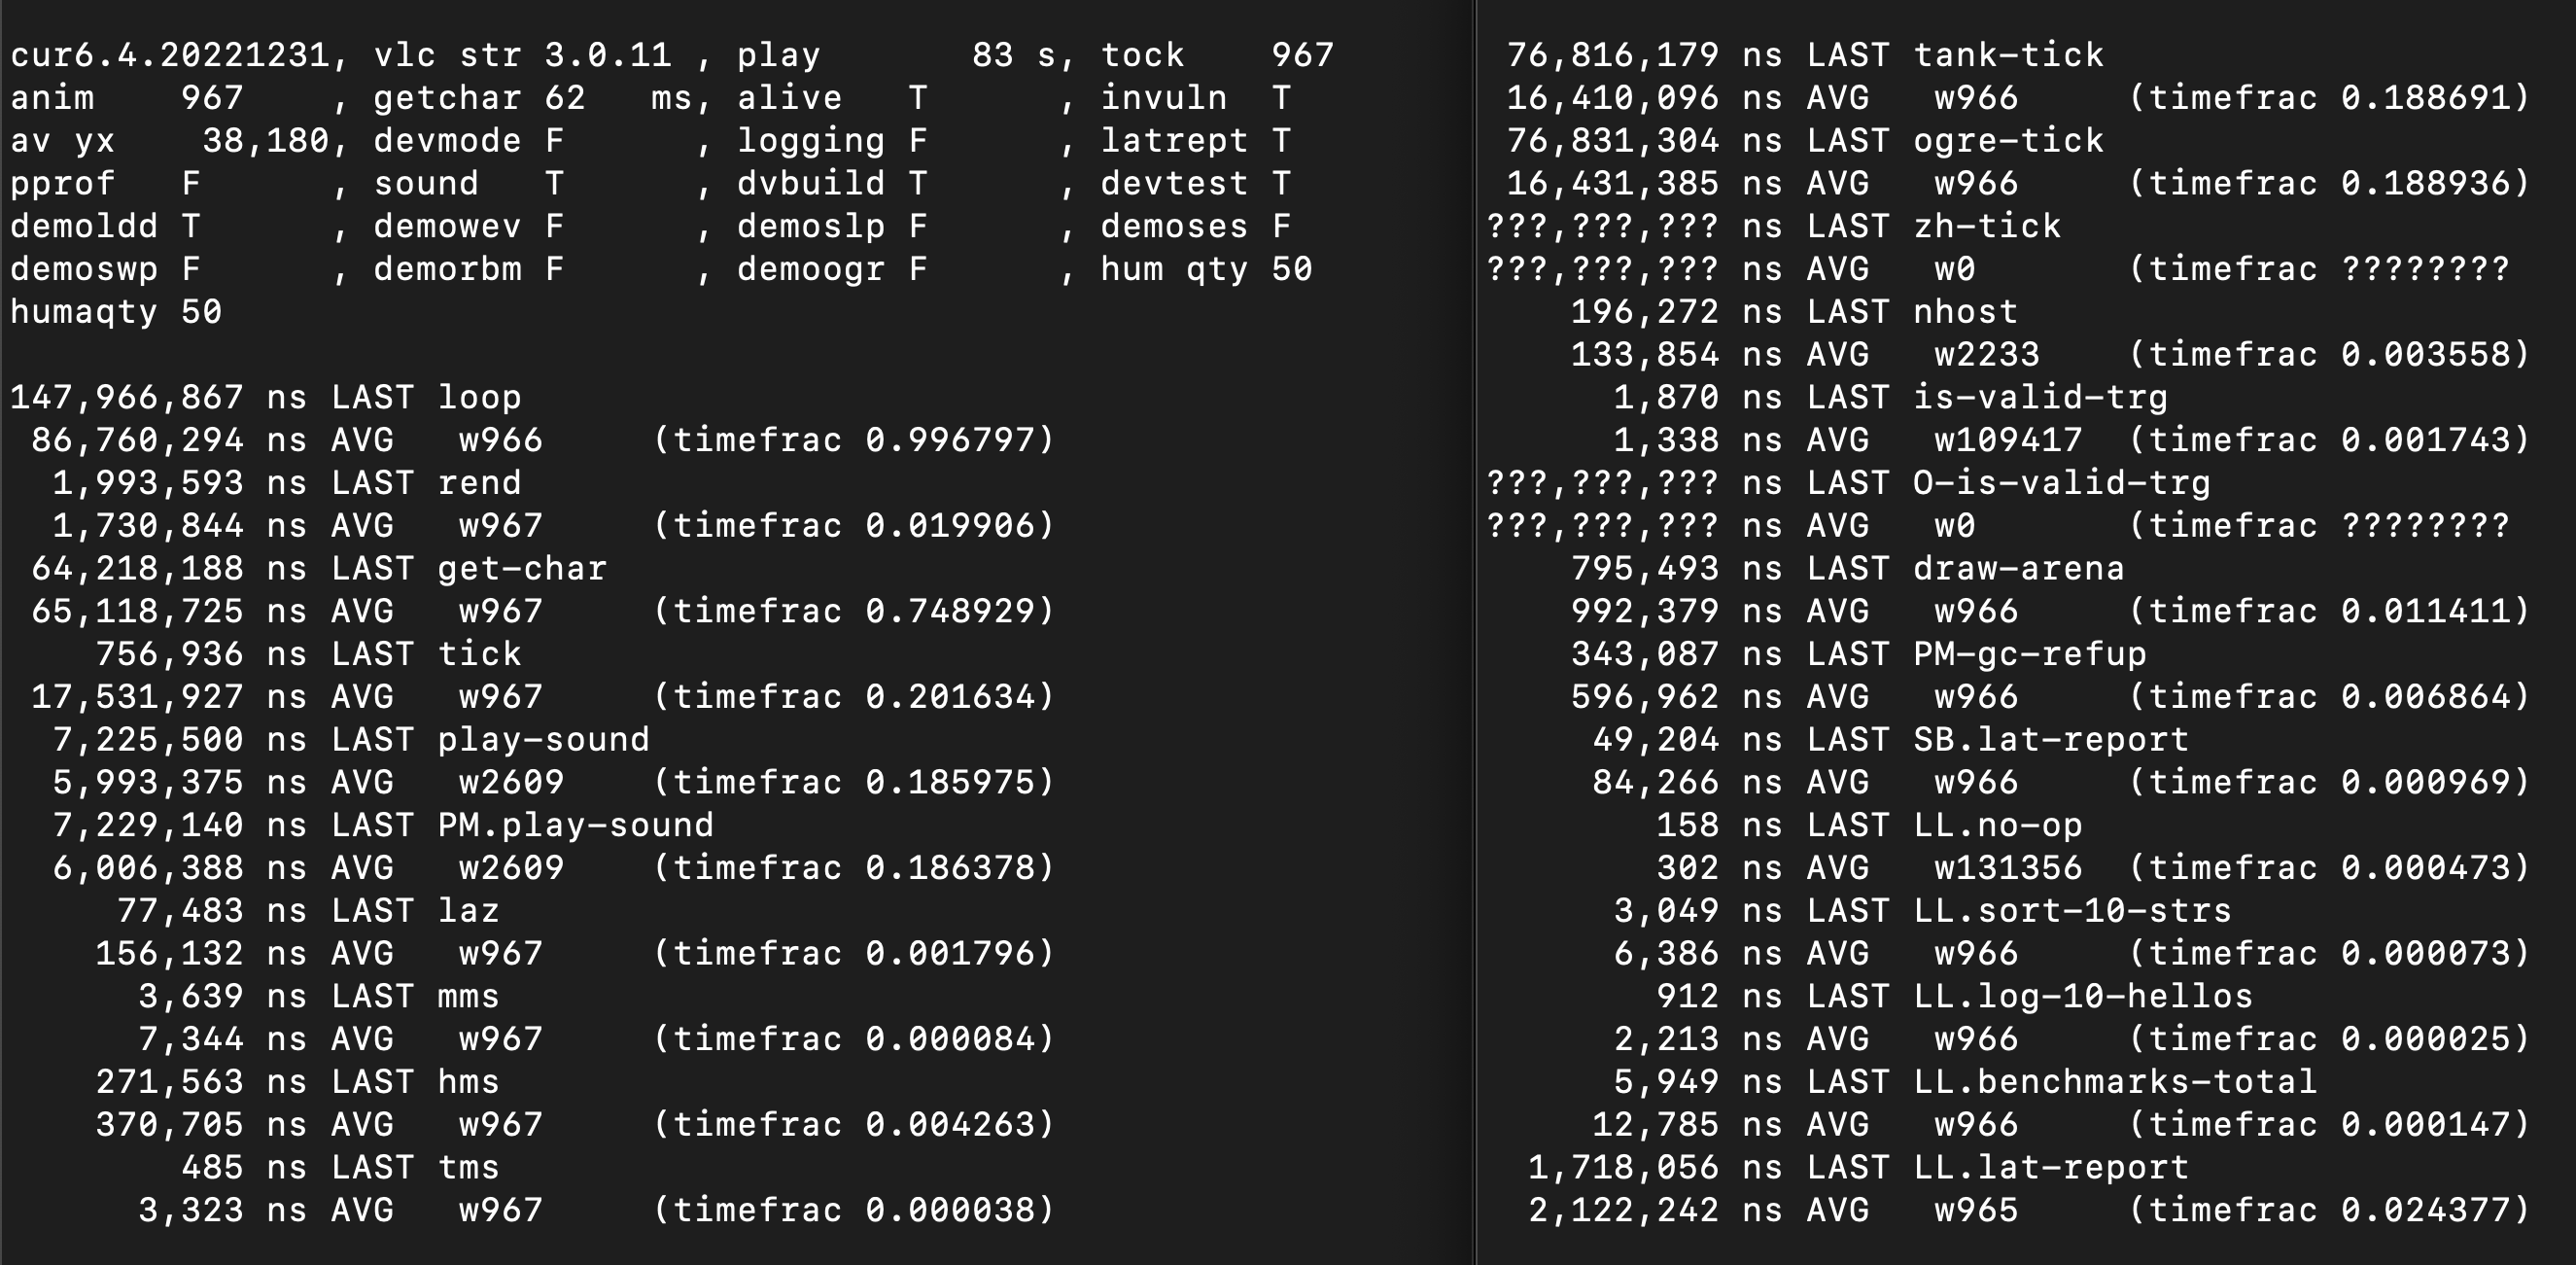 cur6.4.20221231, vlc str 3.0.11 , play       83 s, tock    967
anim    967    , getchar 62   ms, alive   T      , invuln  T
av yx    38,180, devmode F      , logging F      , latrept T
pprof   F      , sound   T      , dvbuild T      , devtest T
demoldd T      , demowev F      , demoslp F      , demoses F
demoswp F      , demorbm F      , demoogr F      , hum qty 50
humaqty 50
147,966,867 ns LAST loop
86,760,294 ns AVG   w966     (timefrac 0.996797)
1,993,593 ns LAST rend
1,730,844 ns AVG   w967     (timefrac 0.019906)
64,218,188 ns LAST get-char
65,118,725 ns AVG   w967     (timefrac 0.748929)
756,936 ns LAST tick
17,531,927 ns AVG   w967     (timefrac 0.201634)
7,225,500 ns LAST play-sound
5,993,375 ns AVG   w2609    (timefrac 0.185975)
7,229,140 ns LAST PM.play-sound
6,006,388 ns AVG   w2609    (timefrac 0.186378)
77,483 ns LAST laz
156,132 ns AVG   w967     (timefrac 0.001796)
3,639 ns LAST mms
7,344 ns AVG   w967     (timefrac 0.000084)
271,563 ns LAST hms
370,705 ns AVG   w967     (timefrac 0.004263)
485 ns LAST tms
3,323 ns AVG   w967     (timefrac 0.000038)
76,816,179 ns LAST tank-tick
16,410,096 ns AVG   w966     (timefrac 0.188691)
76,831,304 ns LAST ogre-tick
16,431,385 ns AVG   w966     (timefrac 0.188936)
???,???,??? ns LAST zh-tick
???,???,??? ns AVG   w0       (timefrac ????????
196,272 ns LAST nhost
133,854 ns AVG   w2233    (timefrac 0.003558)
1,870 ns LAST is-valid-trg
1,338 ns AVG   w109417  (timefrac 0.001743)
???,???,??? ns LAST O-is-valid-trg
???,???,??? ns AVG   w0       (timefrac ????????
795,493 ns LAST draw-arena
992,379 ns AVG   w966     (timefrac 0.011411)
343,087 ns LAST PM-gc-refup
596,962 ns AVG   w966     (timefrac 0.006864)
49,204 ns LAST SB.lat-report
84,266 ns AVG   w966     (timefrac 0.000969)
158 ns LAST LL.no-op
302 ns AVG   w131356  (timefrac 0.000473)
3,049 ns LAST LL.sort-10-strs
6,386 ns AVG   w966     (timefrac 0.000073)
912 ns LAST LL.log-10-hellos
2,213 ns AVG   w966     (timefrac 0.000025)
5,949 ns LAST LL.benchmarks-total
12,785 ns AVG   w966     (timefrac 0.000147)
1,718,056 ns LAST LL.lat-report
2,122,242 ns AVG   w965     (timefrac 0.024377)